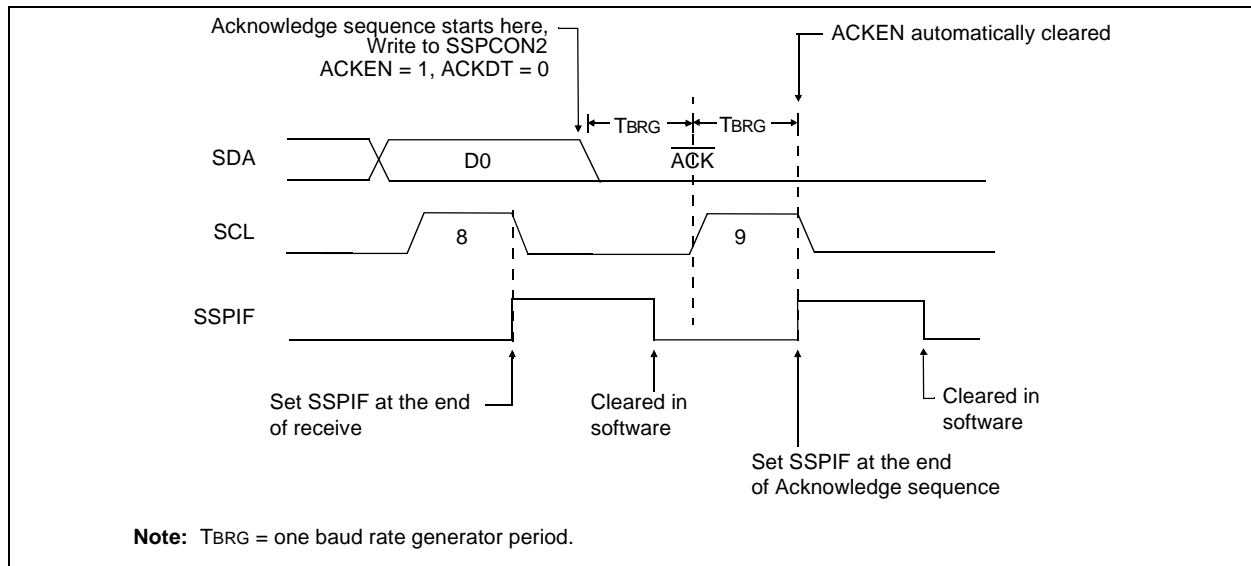 Acknowledge sequence starts here,
Write to SSPCON2
ACKEN = 1, ACKDT = 0
ACKEN automatically cleared
TBRG
TBRG
SDA
D0
ACK
SCL
8
9
SSPIF
Set SSPIF at the end
of receive
Cleared in
software
Set SSPIF at the end
of Acknowledge sequence
Cleared in
software
Note: TBRG = one baud rate generator period.